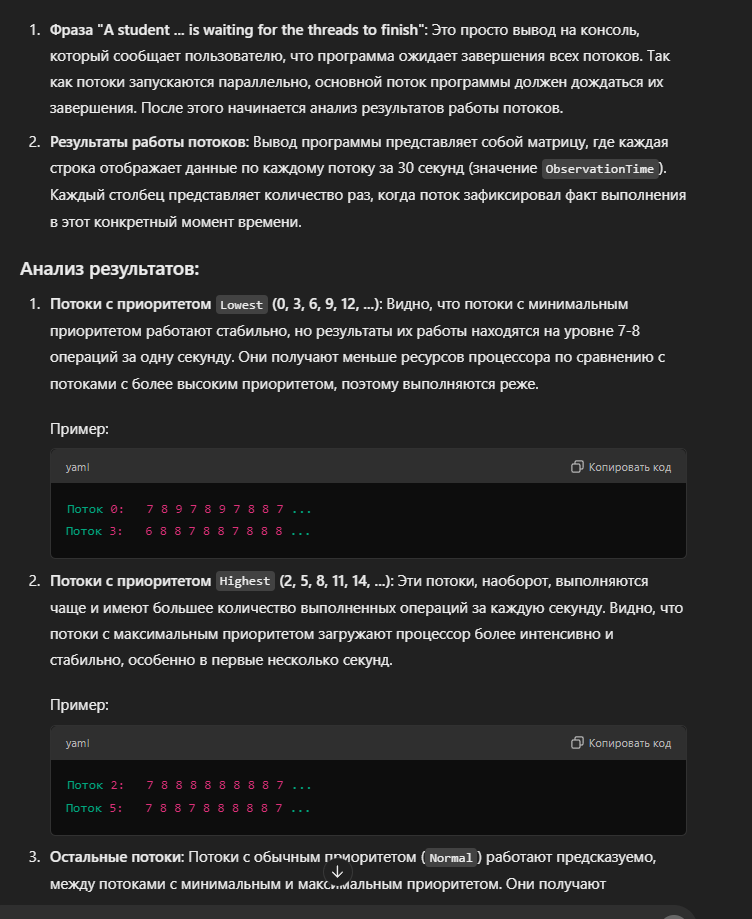 1. Фраза "A student ... is waiting for the threads to finish": Это просто вывод на консоль,
который сообщает пользователю, что программа ожидает завершения всех потоков. Так
как потоки запускаются параллельно, основной поток программы должен дождаться их
завершения. После этого начинается анализ результатов работы потоков.
2. Результаты работы потоков: Вывод программы представляет собой матрицу, где каждая
строка отображает данные по каждому потоку за 30 секунд (значение ObservationTime).
Каждый столбец представляет количество раз, когда поток зафиксировал факт выполнения
в этот конкретный момент времени.
Анализ результатов:
1. Потоки с приоритетом Lowest (0, 3, 6, 9, 12, ...): Видно, что потоки с минимальным
приоритетом работают стабильно, но результаты их работы находятся на уровне 7-8
операций за одну секунду. Они получают меньше ресурсов процессора по сравнению с
потоками с более высоким приоритетом, поэтому выполняются реже.
Пример:
yaml Копировать код
Поток 0: 7 8 9 7 8 9 7 8 8 7 ...
Поток 3: 6 8 8 7 8 8 7 8 8 8 ...
2. Потоки с приоритетом Highest (2, 5, 8, 11, 14, ...): Эти потоки, наоборот, выполняются
чаще и имеют большее количество выполненных операций за каждую секунду. Видно, что
потоки с максимальным приоритетом загружают процессор более интенсивно и
стабильно, особенно в первые несколько секунд.
Пример:
yaml Копировать код
Поток 2: 7 8 8 8 8 8 8 8 8 7 ...
Поток 5: 7 8 8 7 8 8 8 8 8 7 ...
3. Остальные потоки: Потоки с обычным приоритетом (Normal) работают предсказуемо,
между потоками с минимальным и максимальным приоритетом. Они получают